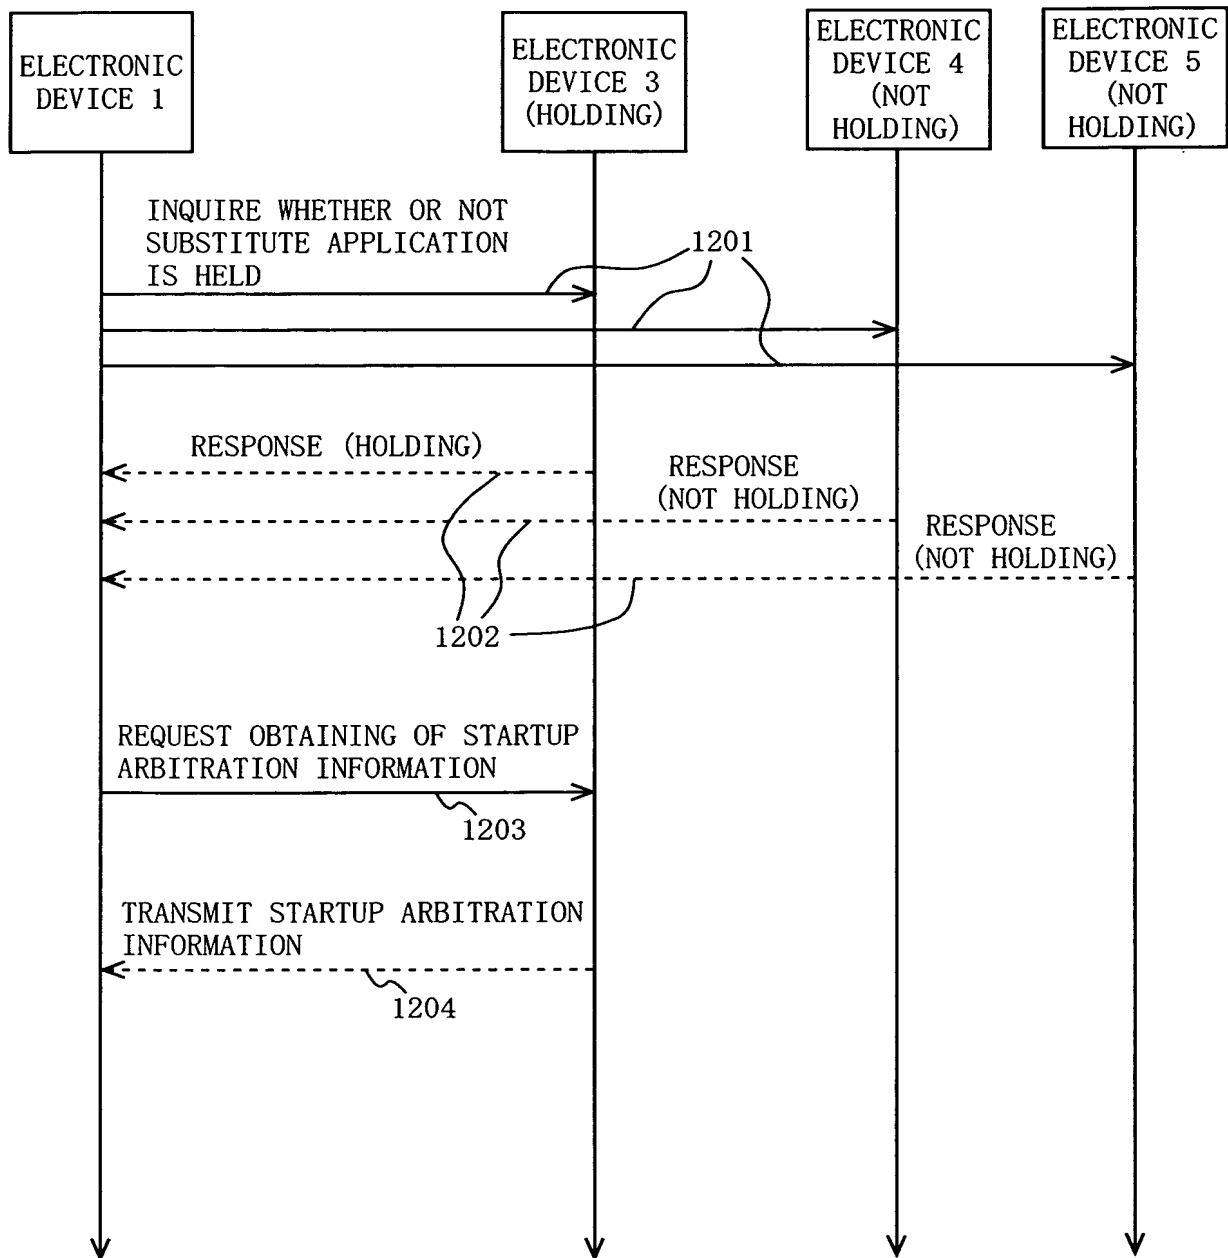 ELECTRONIC
DEVICE 1
ELECTRONIC
DEVICE 3
(HOLDING)
ELECTRONIC
DEVICE 4
(NOT
HOLDING)
ELECTRONIC
DEVICE 5
(NOT
HOLDING)
INQUIRE WHETHER OR NOT
SUBSTITUTE APPLICATION
IS HELD
1201
RESPONSE (HOLDING)
RESPONSE
(NOT HOLDING)
RESPONSE
(NOT HOLDING)
1202
REQUEST OBTAINING OF STARTUP
ARBITRATION INFORMATION
1203
TRANSMIT STARTUP ARBITRATION
INFORMATION
1204